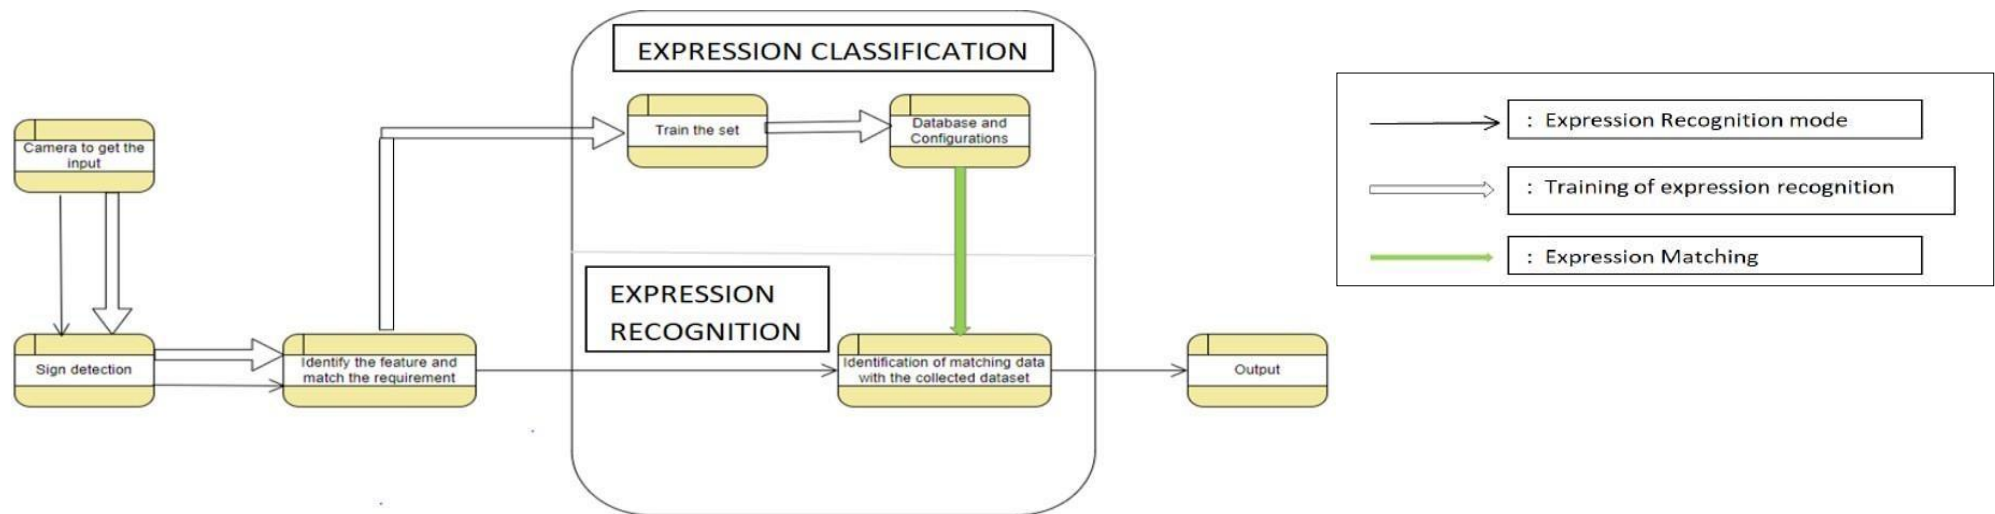 EXPRESSION CLASSIFICATION
Camera to get the
input
Train the set
Database and
Configurations
EXPRESSION
RECOGNITION
Sign detection
Identify the feature and
match the requirement
Identification of matching data
with the collected dataset
Output
: Expression Recognition mode
: Training of expression recognition
: Expression Matching